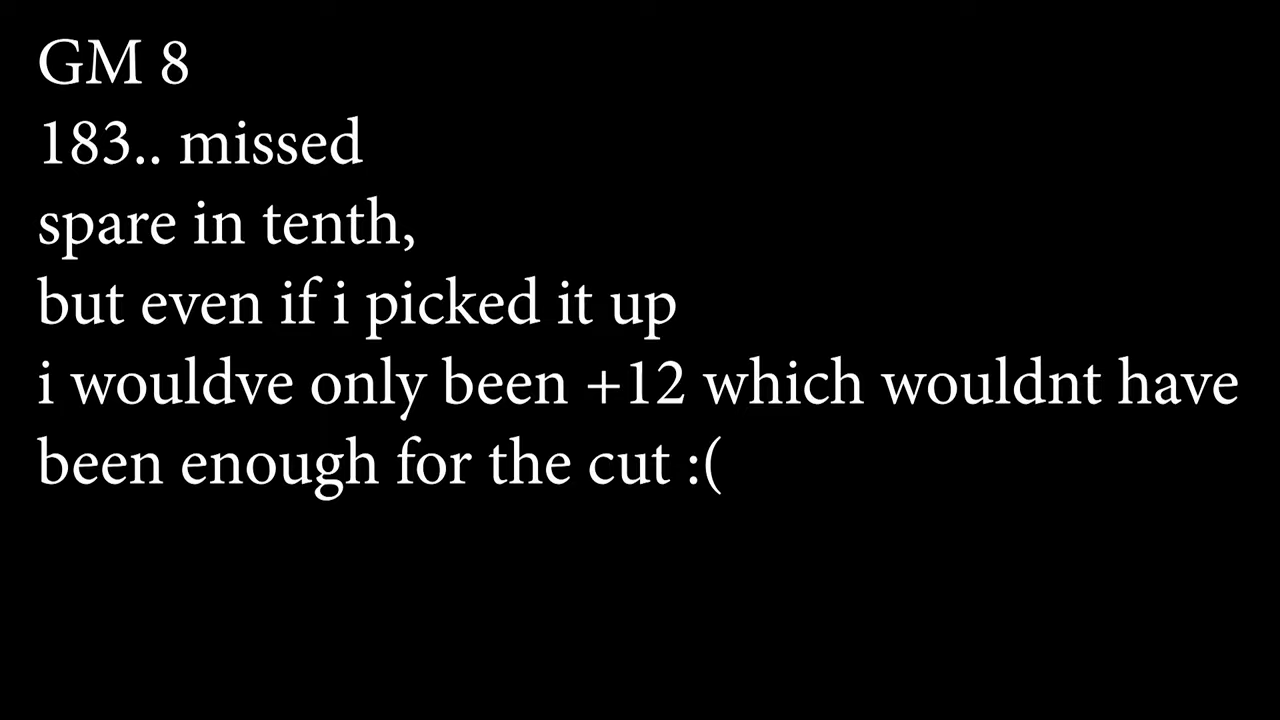 GM 8
183.. missed
spare in tenth,
but even if i picked it up
i wouldve only been +12 which wouldnt have
been enough for the cut :(